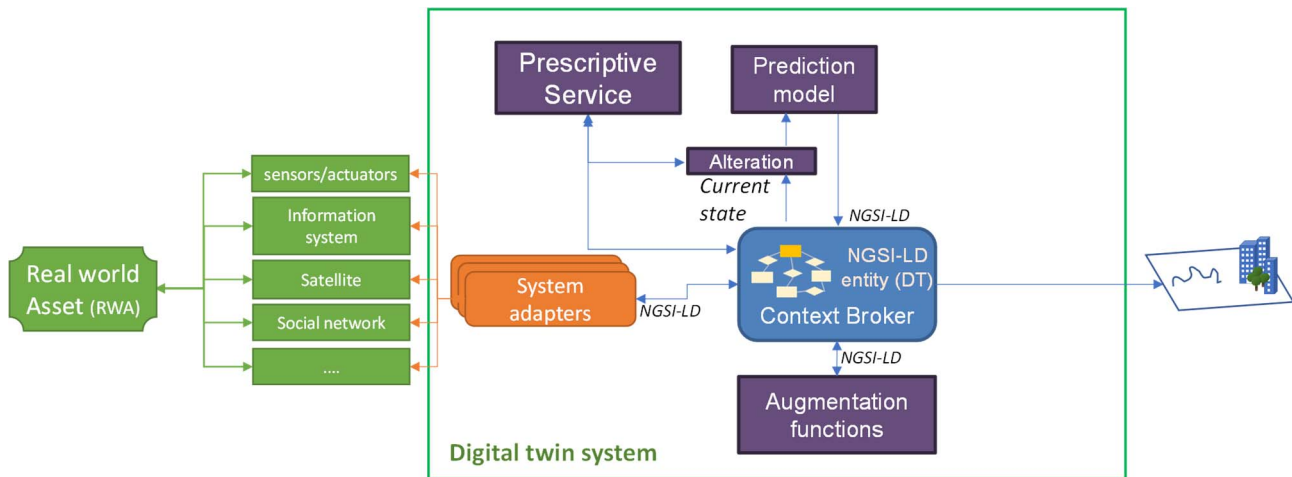 Prescriptive
Service
Prediction
model
Alteration
Current
state
NGSI-LD
sensors/actuators
Information
system
Satellite
Social network
....
Real world
Asset (RWA)
System
adapters
NGSI-LD
NGSI-LD
entity (DT)
Context Broker
NGSI-LD
Augmentation
functions
Digital twin system